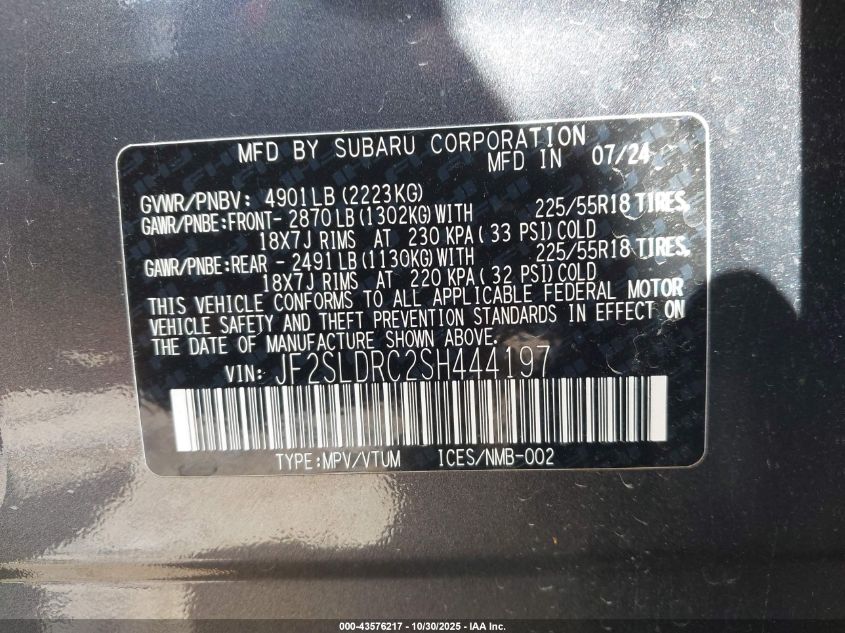 MFD BY SUBARU CORPORATION
MFD IN 07/24
GVWR/PNBV: 4901LB (2223KG)
GAWR/PNBE:FRONT- 2870LB(1302KG)WITH 225/55R18 TIRES,
18X7J RIMS AT 230 KPA( 33 PSI)COLD
GAWR/PNBE:REAR - 2491LB(1130KG)WITH 225/55R18 TIRES,
18X7J RIMS AT 220 KPA( 32 PSI)COLD
THIS VEHICLE CONFORMS TO ALL APPLICABLE FEDERAL MOTOR
VEHICLE SAFETY AND THEFT PREVENTION STANDARDS IN EFFECT ON
THE DATE OF MANUFACTURE SHOWN ABOVE.
VIN: JF2SLDRC2SH444197
TYPE:MPV/VTUM ICES/NMB-002
000-43576217 - 10/30/2025 - IAA Inc.